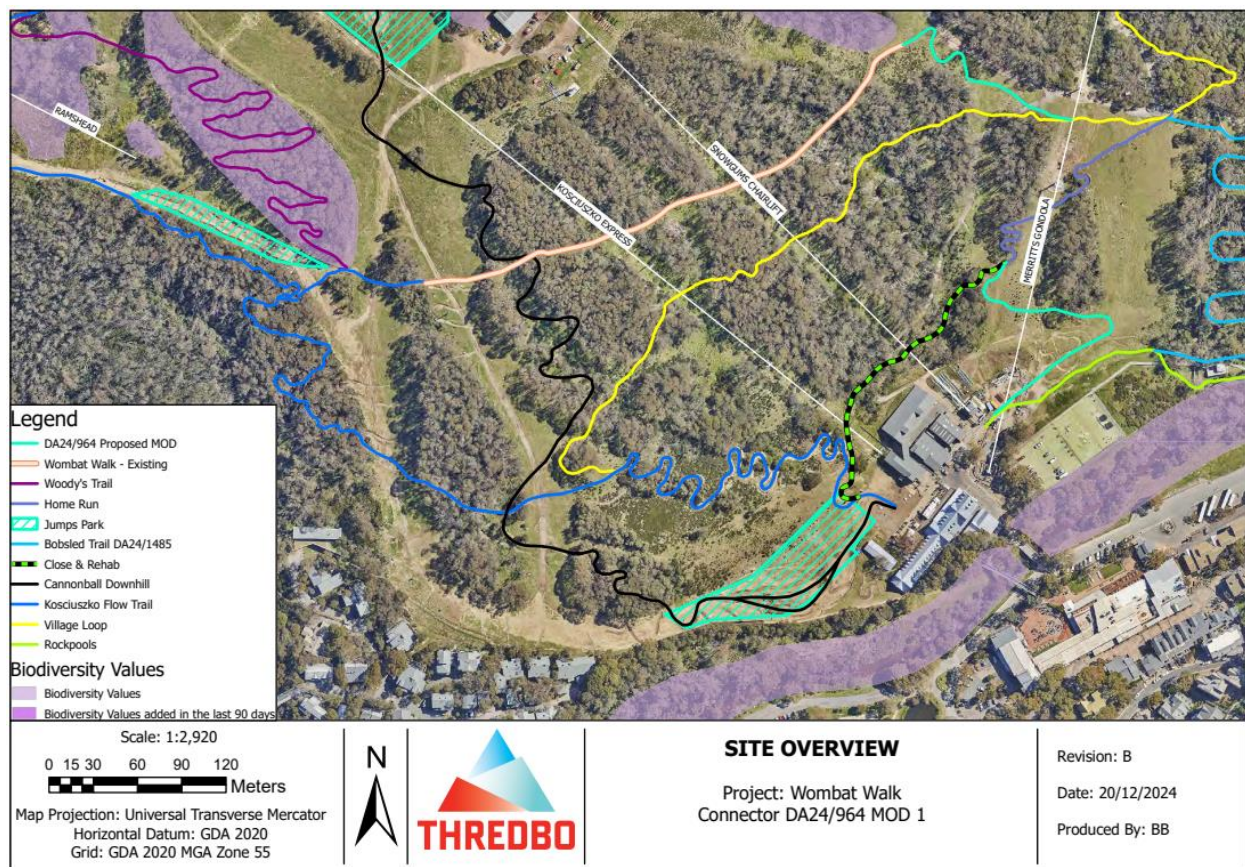 RAMSHEAD
KOSCIUSZKO EXPRESS
SNOWGUMS CHAIRLIFT
MERRITTS GONDOLA
Legend
DA24/964 Proposed MOD
Wombat Walk - Existing
Woody's Trail
Home Run
Jumps Park
Bobsled Trail DA24/1485
Close & Rehab
Cannonball Downhill
Kosciuszko Flow Trail
Village Loop
Rockpools
Biodiversity Values
Biodiversity Values
Biodiversity Values added in the last 90 days
Scale: 1:2,920
0 15 30 60 90 120
Meters
Map Projection: Universal Transverse Mercator
Horizontal Datum: GDA 2020
Grid: GDA 2020 MGA Zone 55
N
THREDBO
SITE OVERVIEW
Project: Wombat Walk
Connector DA24/964 MOD 1
Revision: B
Date: 20/12/2024
Produced By: BB